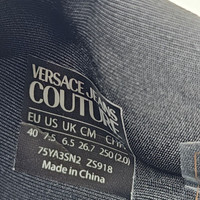 VERSACE JEANS
COUTURE
EU US UK CM CHN
40 7.5 6.5 26.7 250 (2.0)
75YA3SN2 ZS918
Made in China